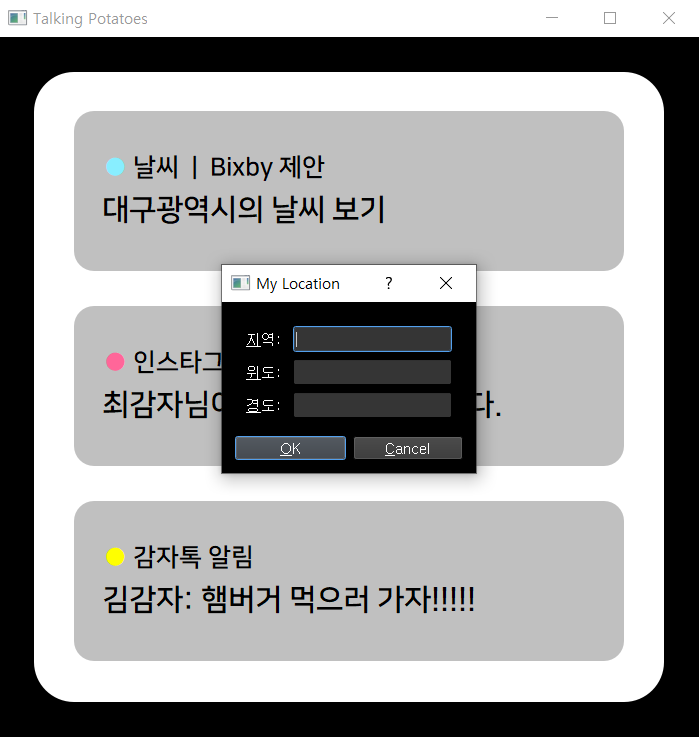 Talking Potatoes
날씨 | Bixby 제안
대구광역시의 날씨 보기
My Location
?
지역:
위도:
경도:
OK
Cancel
인스타그
최감자님이
다.
감자톡 알림
김감자: 햄버거 먹으러 가자!!!!!